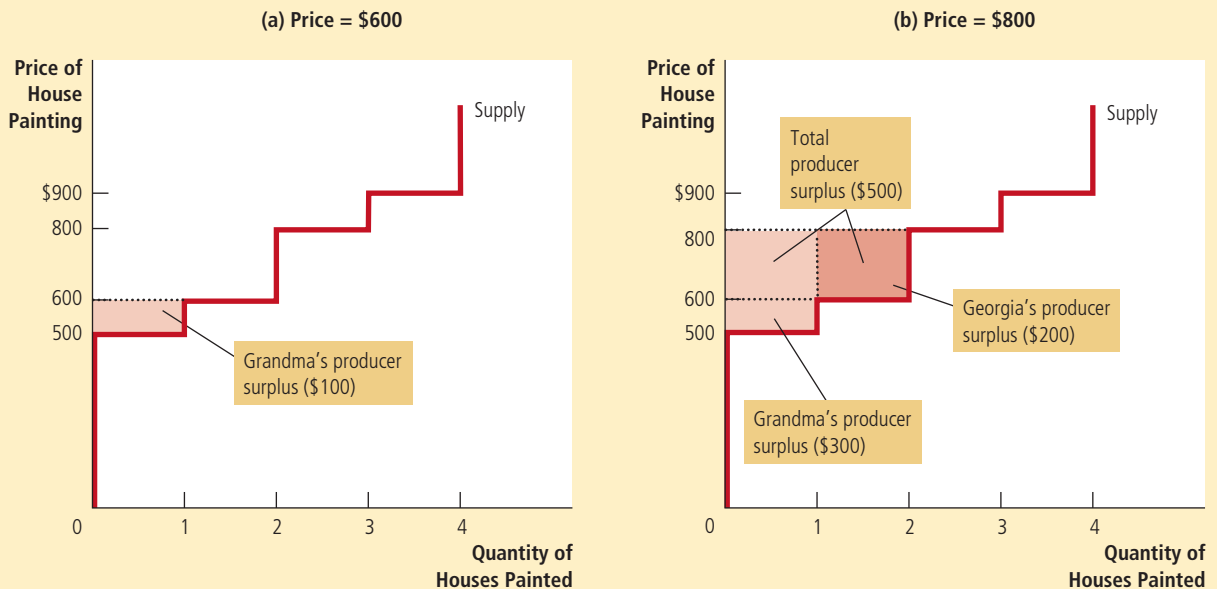 (a) Price = $600
Price of
House
Painting
Supply
$900
800
600
500
Grandma's producer
surplus ($100)
0
1
2
3
4
Quantity of
Houses Painted
(b) Price = $800
Price of
House
Painting
Supply
Total
producer
surplus ($500)
$900
800
600
500
Georgia's producer
surplus ($200)
Grandma's producer
surplus ($300)
0
1
2
3
4
Quantity of
Houses Painted